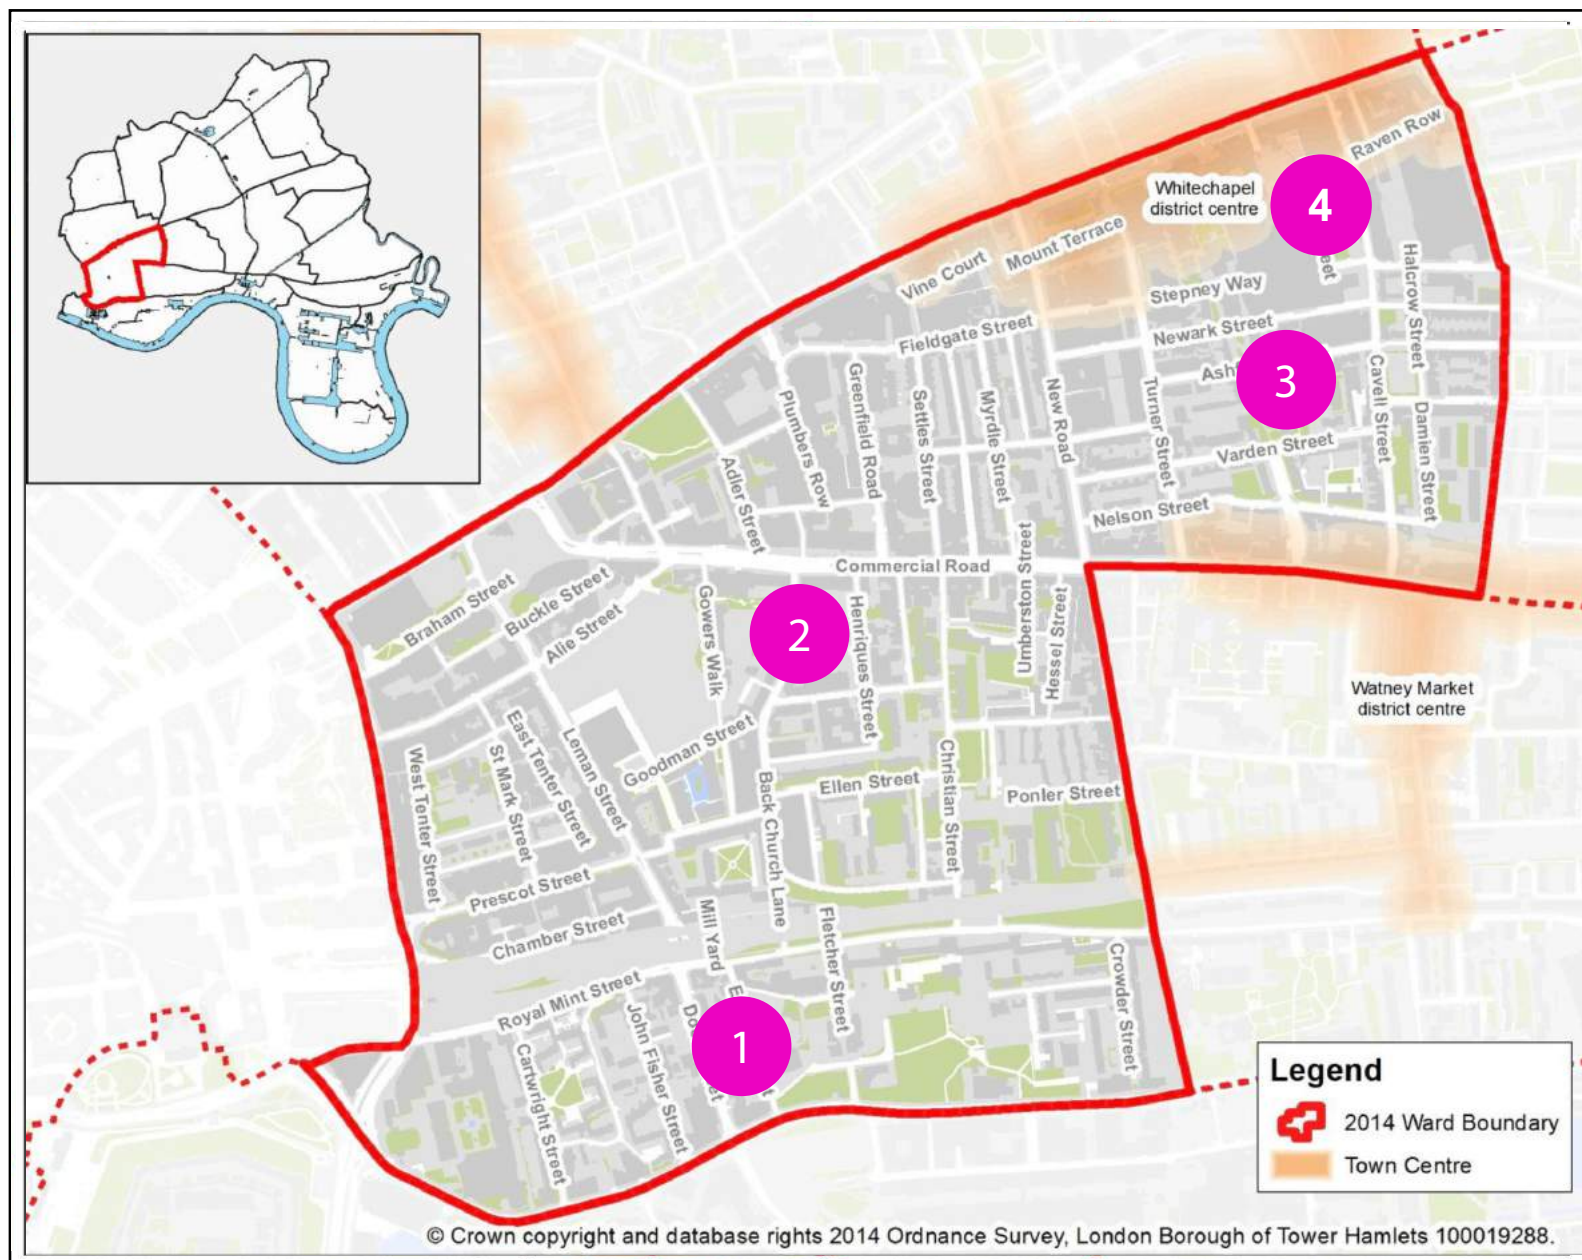 Raven Row
Whitechapel
district centre
4
Mount Terrace
Vine Court
Halcrow Street
Stepney Way
Newark Street
Fieldgate Street
3
Greenfield Road
Settles Street
Myrdle Street
New Road
Turner Street
Cavell Street
Damien Street
Plumbers Row
Varden Street
Adler Street
Nelson Street
Commercial Road
Umberston Street
Hessel Street
Braham Street
Buckle Street
Alie Street
Gowers Walk
2
Henriques Street
Watney Market
district centre
East Tenter Street
St Mark Street
West Tenter Street
Leman Street
Goodman Street
Back Church Lane
Ellen Street
Christian Street
Ponler Street
Prescot Street
Chamber Street
Mill Yard
Fletcher Street
Crowder Street
Royal Mint Street
John Fisher Street
Cartwright Street
1
Legend
2014 Ward Boundary
Town Centre
© Crown copyright and database rights 2014 Ordnance Survey, London Borough of Tower Hamlets 100019288.